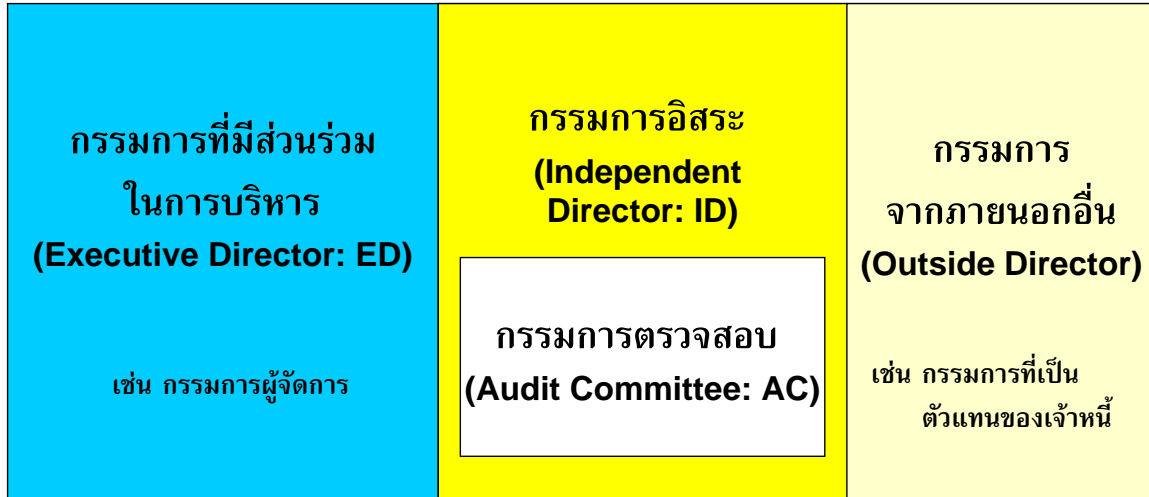 กรรมการที่มีส่วนร่วม
ในการบริหาร
(Executive Director: ED)
เช่น กรรมการผู้จัดการ
กรรมการอิสระ
(Independent
Director: ID)
กรรมการตรวจสอบ
(Audit Committee: AC)
กรรมการ
จากภายนอกอื่น
(Outside Director)
เช่น กรรมการที่เป็น
ตัวแทนของเจ้าหนี้